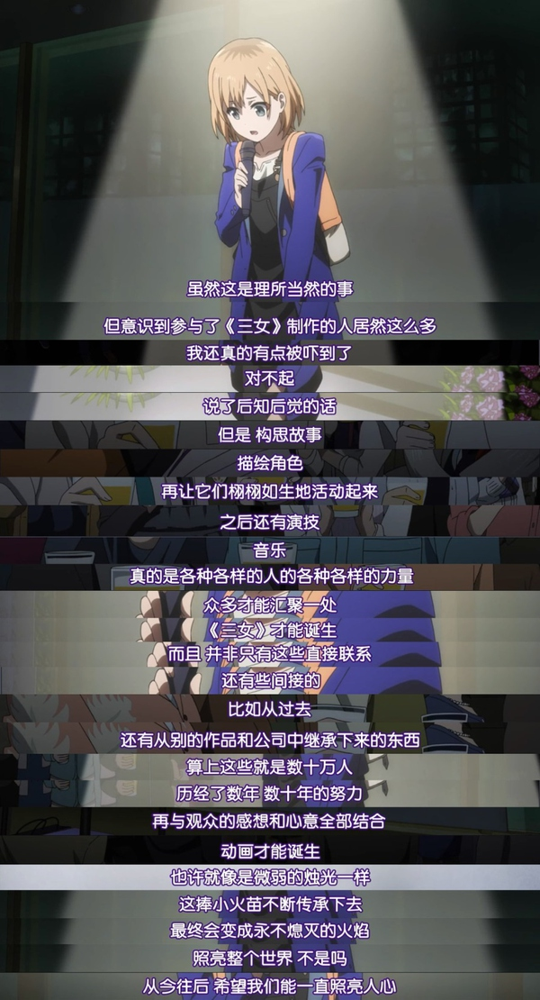 虽然这是理所当然的事
但意识到参与了《三女》制作的人居然这么多
我还真的有点被吓到了
对不起
说了后知后觉的话
但是 构思故事
描绘角色
再让它们栩栩如生地活动起来
之后还有演技
音乐
真的是各种各样的人的各种各样的力量
众多才能汇聚一处
《三女》才能诞生
而且 并非只有这些直接联系
还有些间接的
比如从过去
还有从别的作品和公司中继承下来的东西
算上这些就是数十万人
历经了数年 数十年的努力
再与观众的感想和心意全部结合
动画才能诞生
也许就像是微弱的烛光一样
这捧小火苗不断传承下去
最终会变成永不熄灭的火焰
照亮整个世界 不是吗
从今往后 希望我们能一直照亮人心